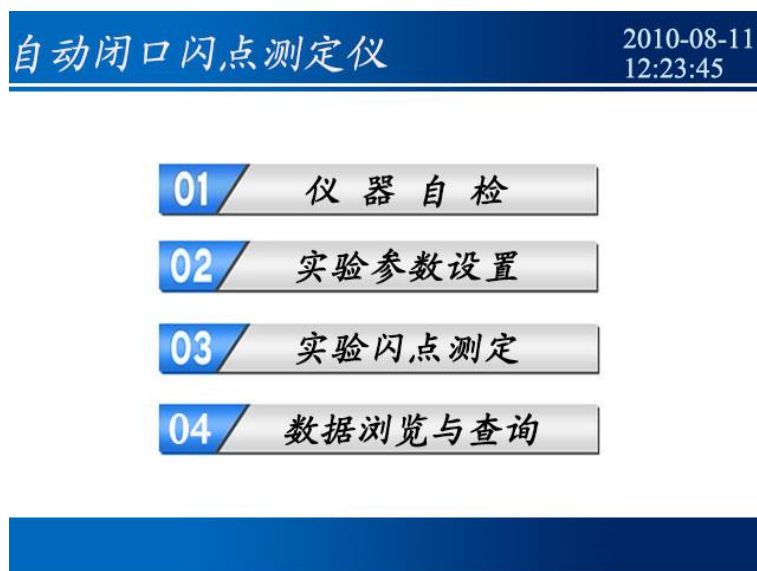 自动闭口闪点测定仪
2010-08-11
12:23:45
01 仪器自检
02 实验参数设置
03 实验闪点测定
04 数据浏览与查询